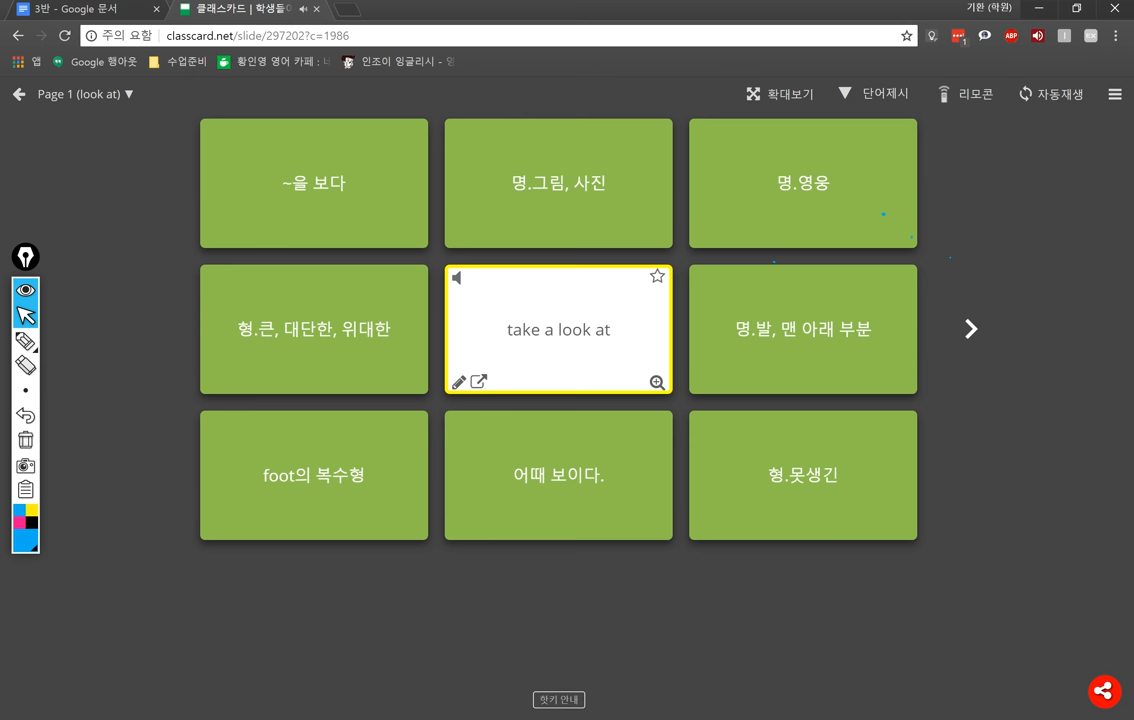 3반 - Google 문서
클래스카드 | 학생들이
기환 (학원)
주의 요함
classcard.net/slide/297202?c=1986
1
ABP
앱
Google 행아웃
수업준비
황인영 영어 카페 : 네
인조이 잉글리시 - 영
Page 1 (look at) ▼
확대보기
단어제시
리모콘
자동재생
~을 보다
명.그림, 사진
명.영웅
형.큰, 대단한, 위대한
take a look at
명.발, 맨 아래 부분
foot의 복수형
어때 보이다.
형.못생긴
핫키 안내